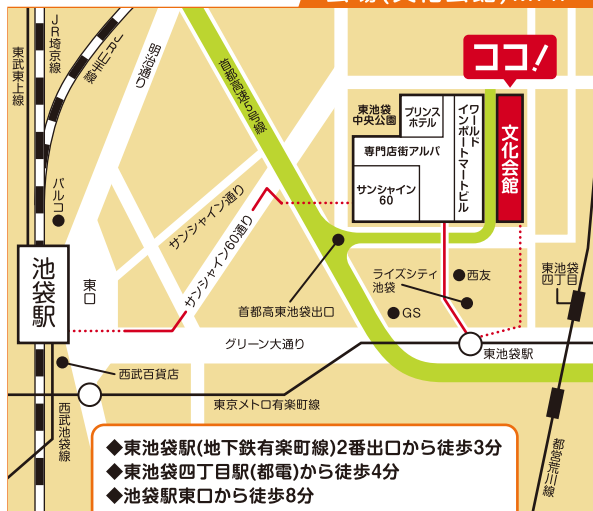 会場(文化会館)MAP
ココ!
JR埼京線
JR山手線
東武東上線
明治通り
首都高速5号線
東池袋
中央公園
プリンス
ホテル
ワールド
インポートマートビル
文化会館
専門店街アルパ
サンシャイン
60
パルコ
サンシャイン通り
サンシャイン60通り
池袋駅
東口
ライズシティ
池袋
西友
東池袋
四丁目
首都高東池袋出口
GS
グリーン大通り
東池袋駅
西武百貨店
東京メトロ有楽町線
西武池袋線
都営荒川線
◆東池袋駅(地下鉄有楽町線)2番出口から徒歩3分
◆東池袋四丁目駅(都電)から徒歩4分
◆池袋駅東口から徒歩8分